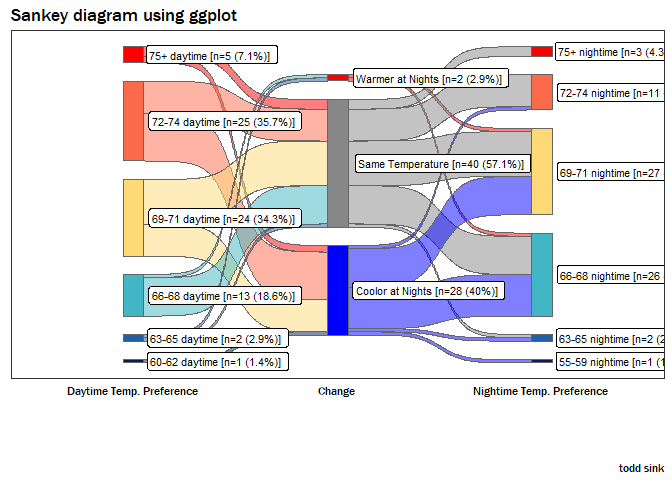 Sankey diagram using ggplot
75+ daytime [n=5 (7.1%)]
72-74 daytime [n=25 (35.7%)]
69-71 daytime [n=24 (34.3%)]
66-68 daytime [n=13 (18.6%)]
63-65 daytime [n=2 (2.9%)]
60-62 daytime [n=1 (1.4%)]
Warmer at Nights [n=2 (2.9%)]
Same Temperature [n=40 (57.1%)]
Coolor at Nights [n=28 (40%)]
75+ nightime [n=3 (4.3
72-74 nightime [n=11
69-71 nightime [n=27
66-68 nightime [n=26
63-65 nightime [n=2 (2
55-59 nightime [n=1 (1
Daytime Temp. Preference
Change
Nightime Temp. Preference
todd sink